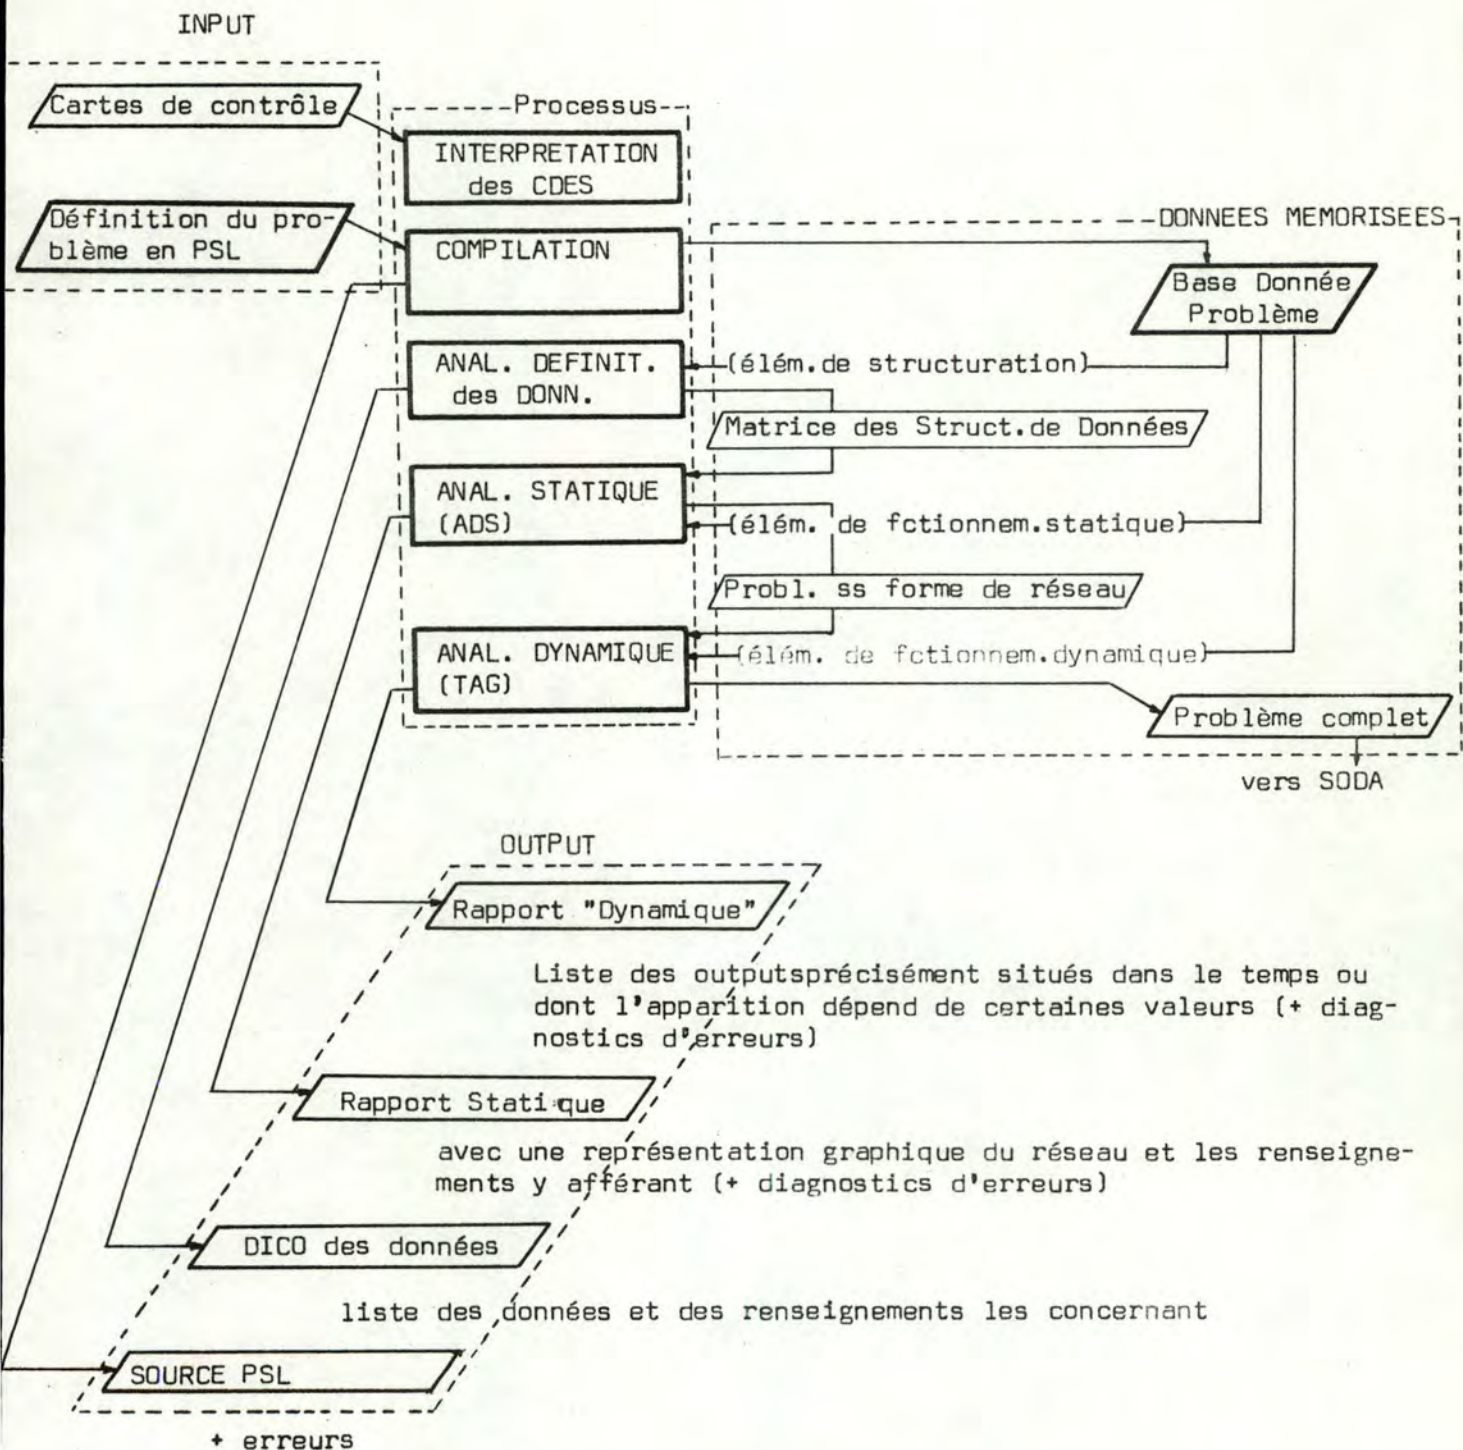 INPUT
Cartes de contrôle
Processus
INTERPRETATION
des CDES
Définition du pro-
blème en PSL
COMPILATION
DONNEES MEMORISEES
Base Donnée
Problème
ANAL. DEFINIT.
des DONN.
(élém.de structuration)
Matrice des Struct.de Données
ANAL. STATIQUE
(ADS)
(élém. de fctionnem.statique)
Probl. ss forme de réseau
ANAL. DYNAMIQUE
(TAG)
(élém. de fctionnem.dynamique)
Problème complet
vers SODA
OUTPUT
Rapport "Dynamique"
Liste des outputsprécisément situés dans le temps ou
dont l'apparition dépend de certaines valeurs (+ diag-
nostics d'erreurs)
Rapport Statique
avec une représentation graphique du réseau et les renseigne-
ments y afférant (+ diagnostics d'erreurs)
DICO des données
liste des données et des renseignements les concernant
SOURCE PSL
+ erreurs